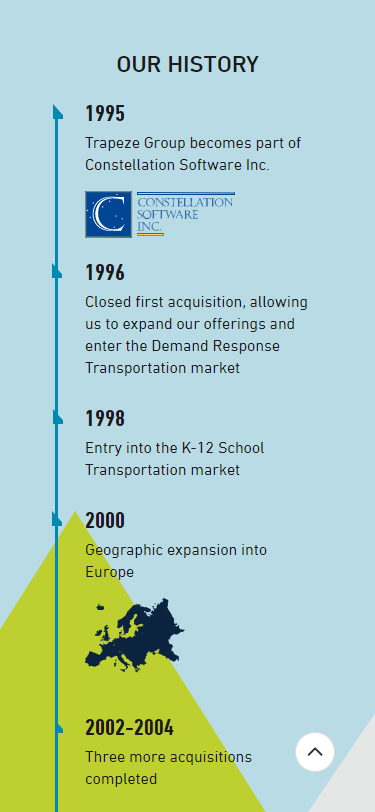 OUR HISTORY
1995
Trapeze Group becomes part of
Constellation Software Inc.
C CONSTELLATION
SOFTWARE
INC.
1996
Closed first acquisition, allowing
us to expand our offerings and
enter the Demand Response
Transportation market
1998
Entry into the K-12 School
Transportation market
2000
Geographic expansion into
Europe
2002-2004
Three more acquisitions
completed